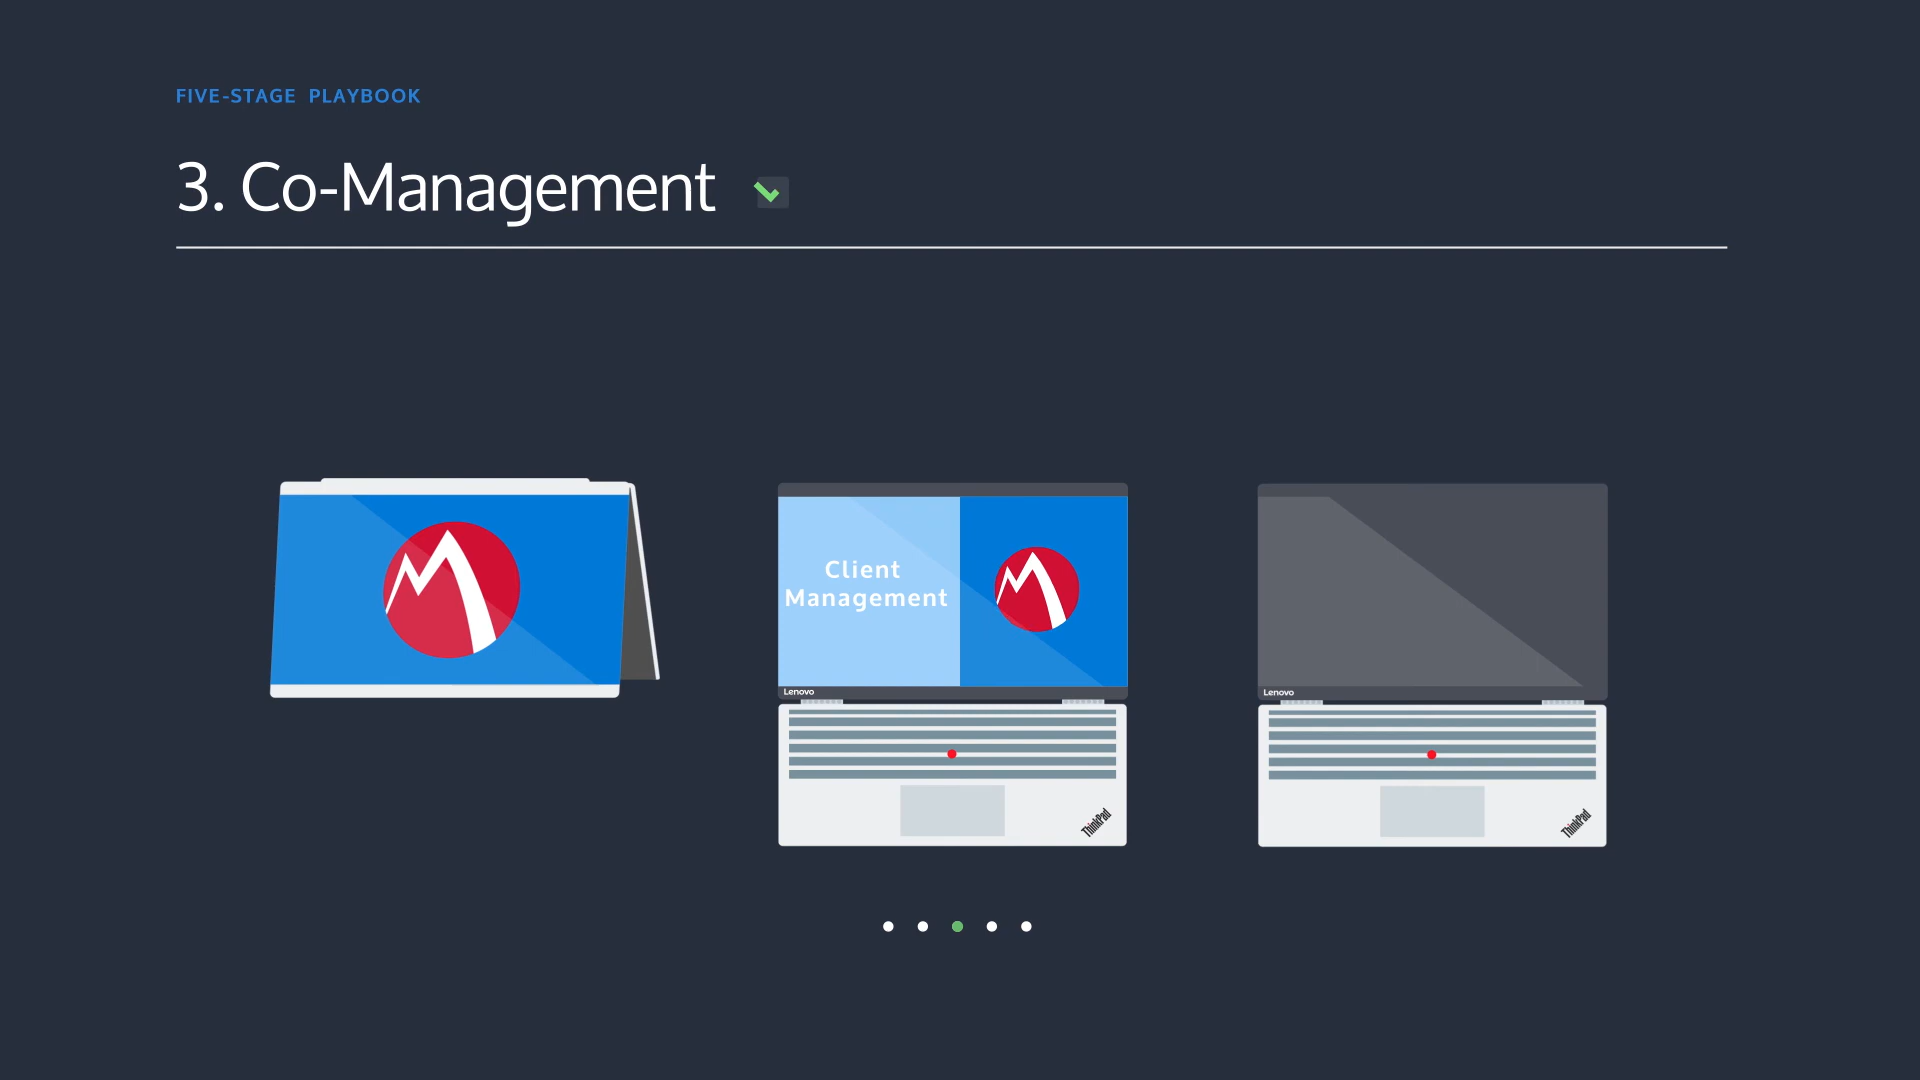 FIVE-STAGE PLAYBOOK
3. Co-Management
Client
Management
Lenovo
ThinkPad
Lenovo
ThinkPad